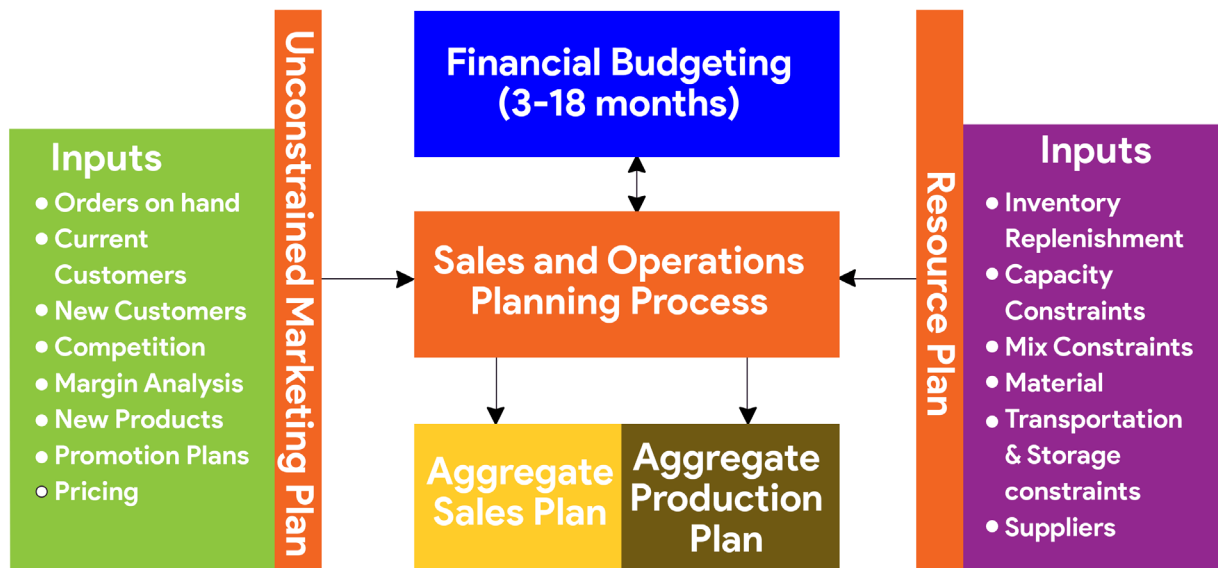 Inputs
Orders on hand
Current
Customers
New Customers
Competition
Margin Analysis
New Products
Promotion Plans
Pricing
Unconstrained Marketing Plan
Financial Budgeting
(3-18 months)
Sales and Operations
Planning Process
Aggregate
Sales Plan
Aggregate
Production
Plan
Resource Plan
Inputs
Inventory
Replenishment
Capacity
Constraints
Mix Constraints
Material
Transportation
& Storage
constraints
Suppliers